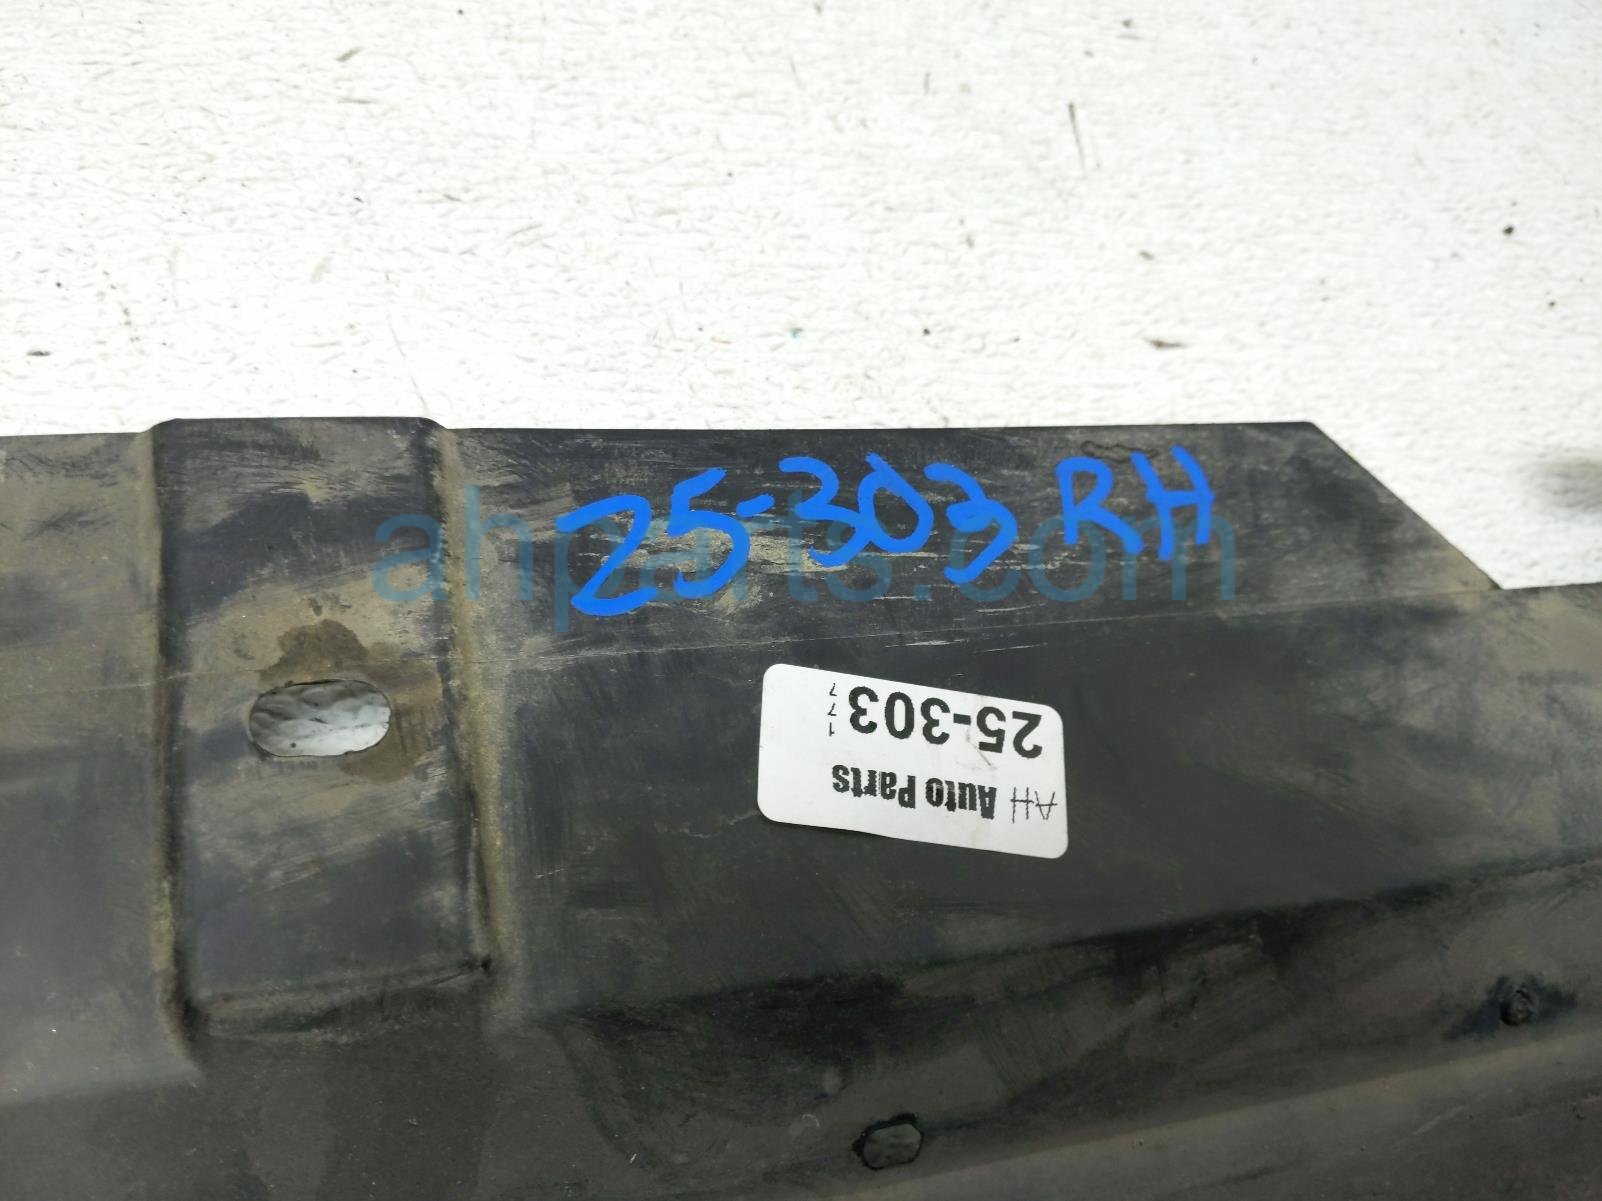 25-303 RH
ahparts.com
AH Auto Parts
25-303
177